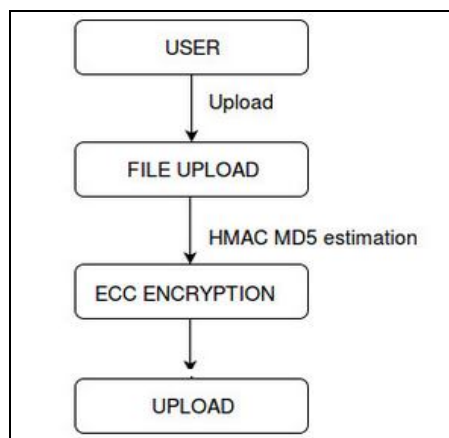 USER
Upload
FILE UPLOAD
HMAC MD5 estimation
ECC ENCRYPTION
UPLOAD